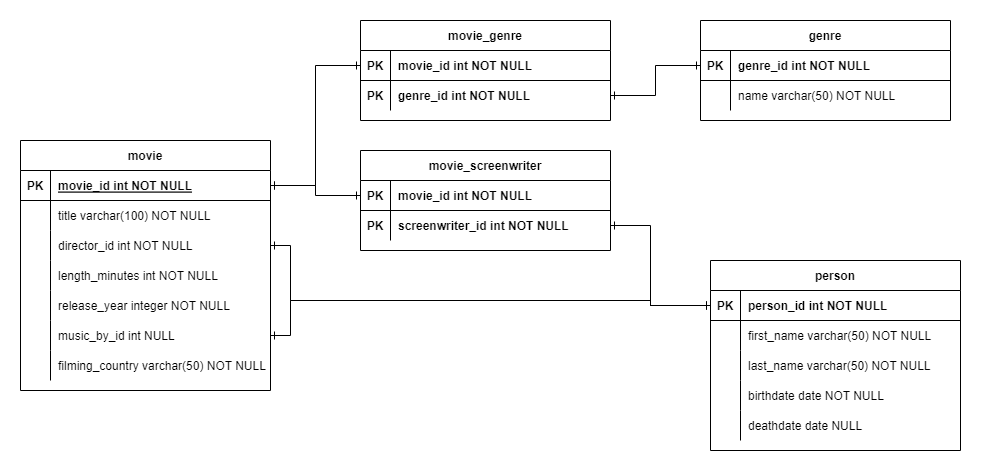 movie_genre
PK movie_id int NOT NULL
PK genre_id int NOT NULL
genre
PK genre_id int NOT NULL
name varchar(50) NOT NULL
movie
PK movie_id int NOT NULL
title varchar(100) NOT NULL
director_id int NOT NULL
length_minutes int NOT NULL
release_year integer NOT NULL
music_by_id int NULL
filming_country varchar(50) NOT NULL
movie_screenwriter
PK movie_id int NOT NULL
PK screenwriter_id int NOT NULL
person
PK person_id int NOT NULL
first_name varchar(50) NOT NULL
last_name varchar(50) NOT NULL
birthdate date NOT NULL
deathdate date NULL